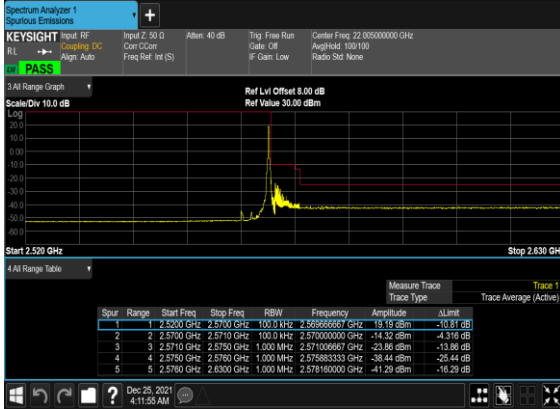 Spectrum Analyzer 1
Spurious Emissions
+
KEYSIGHT Input: RF Input Z: 50 Ω Atten: 40 dB Trig: Free Run Center Freq: 22.005000000 GHz
RL Coupling: DC Corr CCorr Gate: Off Avg|Hold: 100/100
Align: Auto Freq Ref: Int (S) IF Gain: Low Radio Std: None
PASS
3 All Range Graph
Ref Lvl Offset 8.00 dB
Scale/Div 10.0 dB Ref Value 30.00 dBm
Log
20.0
10.0
0.00
-10.0
-20.0
-30.0
-40.0
-50.0
-60.0
Start 2.520 GHz Stop 2.630 GH
4 All Range Table
Measure Trace Trace 1
Trace Type Trace Average (Active)
Spur Range Start Freq Stop Freq RBW Frequency Amplitude ΔLimit
1 1 2.5200 GHz 2.5700 GHz 100.0 kHz 2.569666667 GHz 19.19 dBm -10.81 dB
2 2 2.5700 GHz 2.5710 GHz 100.0 kHz 2.570000000 GHz -14.32 dBm -4.316 dB
3 3 2.5710 GHz 2.5750 GHz 1.000 MHz 2.571006667 GHz -23.86 dBm -13.86 dB
4 4 2.5750 GHz 2.5760 GHz 1.000 MHz 2.575883333 GHz -38.44 dBm -25.44 dB
5 5 2.5760 GHz 2.6300 GHz 1.000 MHz 2.578160000 GHz -41.29 dBm -16.29 dB
?
Dec 25, 2021
4:11:55 AM